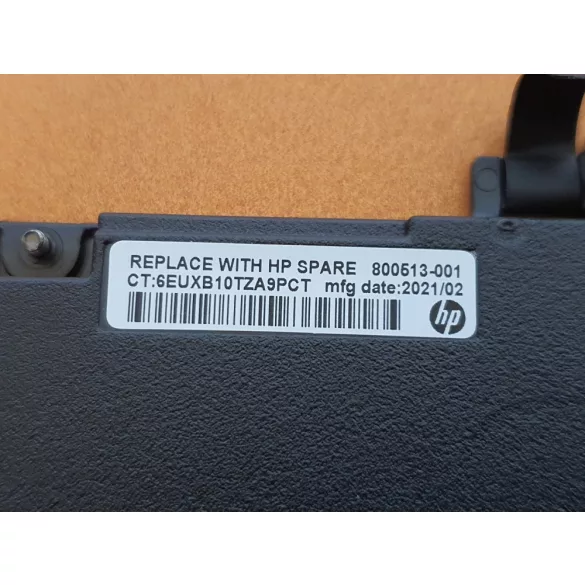 REPLACE WITH HP SPARE 800513-001
CT:6EUXB10TZA9PCT mfg date:2021/02
hp